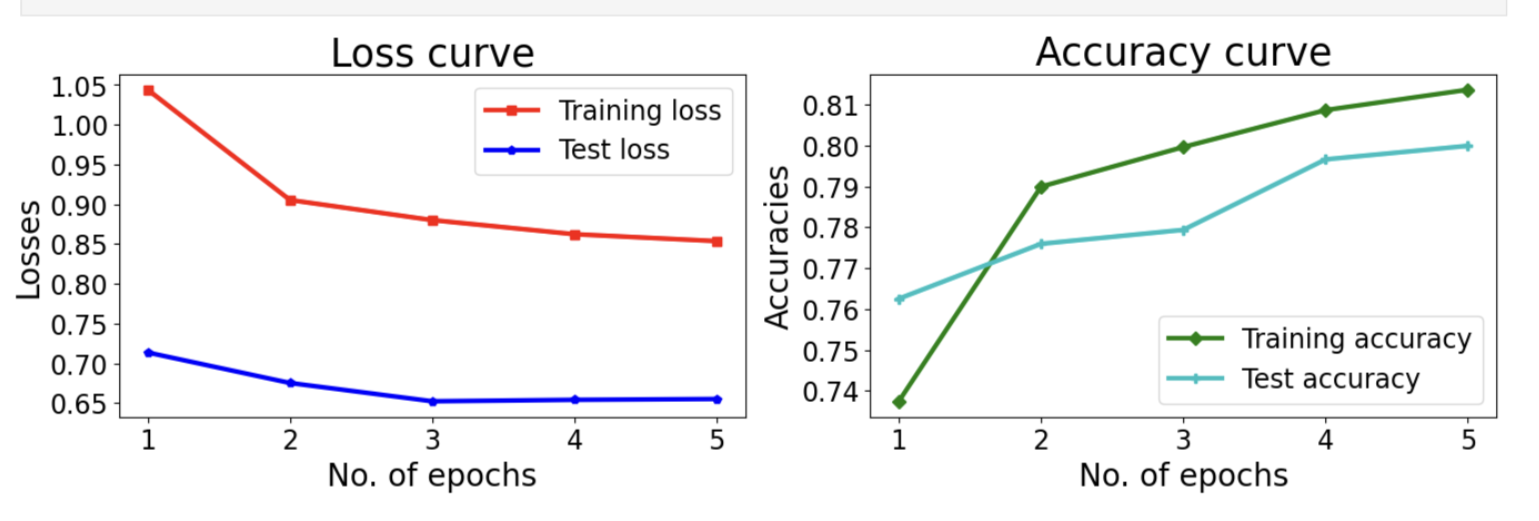 Loss curve
1.05
1.00
0.95
0.90
0.85
0.80
0.75
0.70
0.65
Losses
Training loss
Test loss
1 2 3 4 5
No. of epochs
Accuracy curve
0.81
0.80
0.79
0.78
0.77
0.76
0.75
0.74
Accuracies
Training accuracy
Test accuracy
1 2 3 4 5
No. of epochs